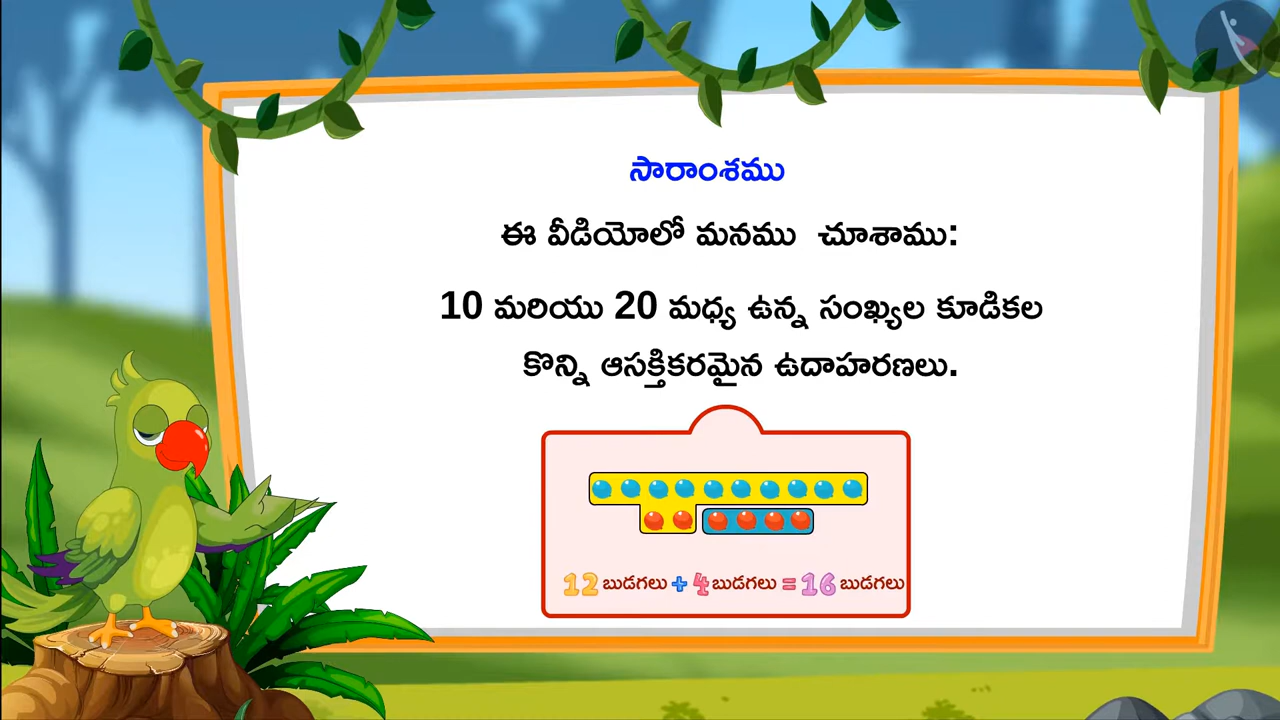 సారాంశము
ఈ వీడియోలో మనము చూశాము:
10 మరియు 20 మధ్య ఉన్న సంఖ్యల కూడికల
కొన్ని ఆసక్తికరమైన ఉదాహరణలు.
12 బుడగలు + 4 బుడగలు = 16 బుడగలు